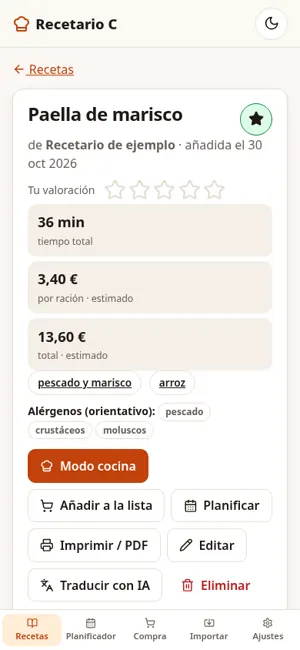 Recetario C
← Recetas
Paella de marisco
de Recetario de ejemplo · añadida el 30
oct 2026
Tu valoración
36 min
tiempo total
3,40 €
por ración · estimado
13,60 €
total · estimado
pescado y marisco arroz
Alérgenos (orientativo): pescado
crustáceos moluscos
Modo cocina
Añadir a la lista Planificar
Imprimir / PDF Editar
Traducir con IA Eliminar
Recetas Planificador Compra Importar Ajustes